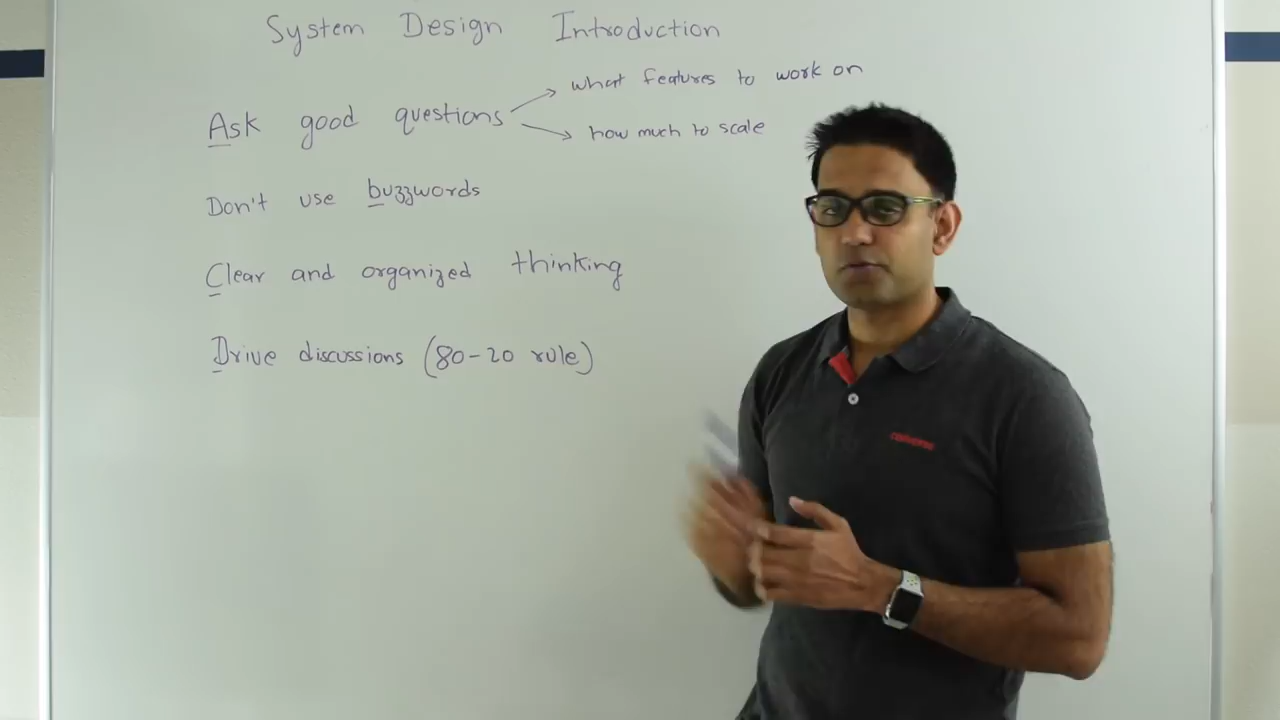 System Design Introduction
what features to work on
Ask good questions
how much to scale
Don't use buzzwords
Clear and organized thinking
Drive discussions (80-20 rule)